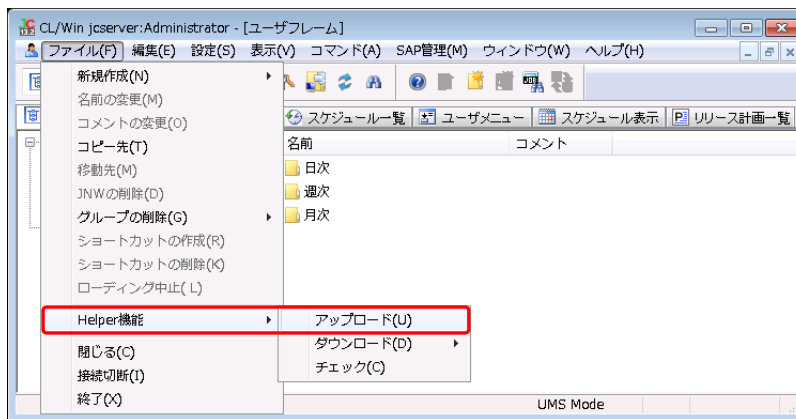 CL/Win jcserver:Administrator - [ユーザフレーム]
ファイル(F) 編集(E) 設定(S) 表示(V) コマンド(A) SAP管理(M) ウィンドウ(W) ヘルプ(H)
新規作成(N)
名前の変更(M)
コメントの変更(O)
コピー先(T)
移動先(M)
JNWの削除(D)
グループの削除(G)
ショートカットの作成(R)
ショートカットの削除(K)
ローディング中止( L)
Helper機能
閉じる(C)
接続切断(I)
終了(X)
アップロード(U)
ダウンロード(D)
チェック(C)
スケジュール一覧 ユーザメニュー スケジュール表示 リリース計画一覧
名前 コメント
日次
週次
月次
UMS Mode